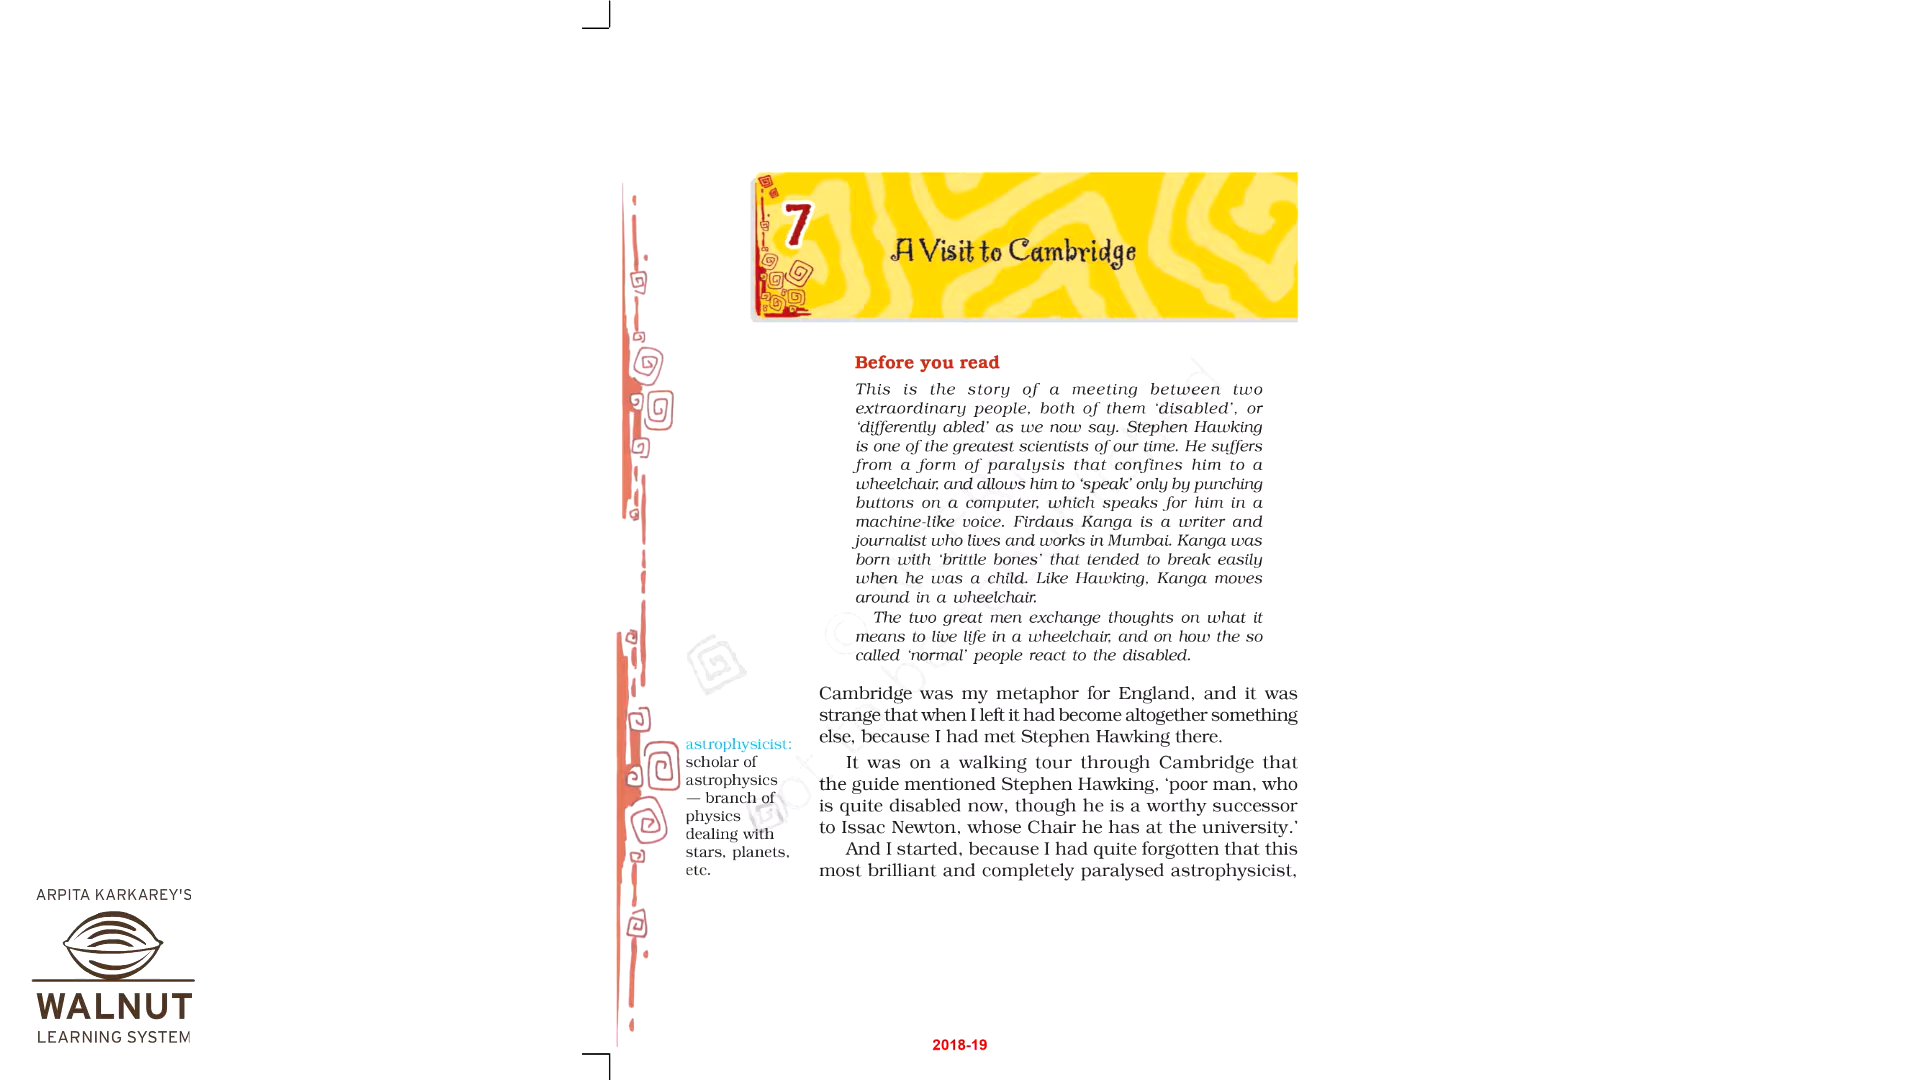 7
A Visit to Cambridge
Before you read
This is the story of a meeting between two
extraordinary people, both of them ‘disabled’, or
‘differently abled’ as we now say. Stephen Hawking
is one of the greatest scientists of our time. He suffers
from a form of paralysis that confines him to a
wheelchair, and allows him to ‘speak’ only by punching
buttons on a computer, which speaks for him in a
machine-like voice. Firdaus Kanga is a writer and
journalist who lives and works in Mumbai. Kanga was
born with ‘brittle bones’ that tended to break easily
when he was a child. Like Hawking, Kanga moves
around in a wheelchair.
The two great men exchange thoughts on what it
means to live life in a wheelchair, and on how the so
called ‘normal’ people react to the disabled.
Cambridge was my metaphor for England, and it was
strange that when I left it had become altogether something
else, because I had met Stephen Hawking there.
It was on a walking tour through Cambridge that
the guide mentioned Stephen Hawking, ‘poor man, who
is quite disabled now, though he is a worthy successor
to Issac Newton, whose Chair he has at the university.’
And I started, because I had quite forgotten that this
most brilliant and completely paralysed astrophysicist,
astrophysicist:
scholar of
astrophysics
— branch of
physics
dealing with
stars, planets,
etc.
ARPITA KARKAREY'S
WALNUT
LEARNING SYSTEM
2018-19